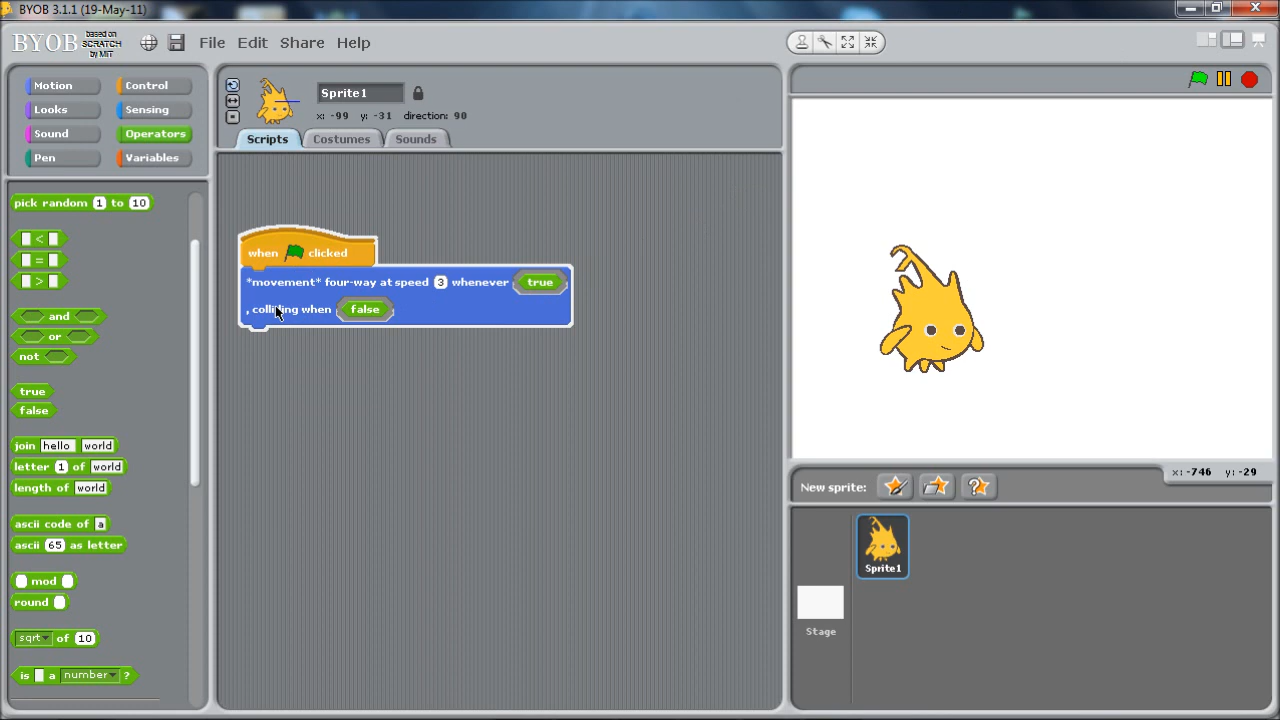 BYOB 3.1.1 (19-May-11)
BYOB based on SCRATCH by MIT
File Edit Share Help
Motion Control
Looks Sensing
Sound Operators
Pen Variables
Sprite1
x: -99 y: -31 direction: 90
Scripts Costumes Sounds
pick random 1 to 10
<
=
>
and
or
not
true
false
join hello world
letter 1 of world
length of world
ascii code of a
ascii 65 as letter
mod
round
sqrt of 10
is a number ?
when clicked
*movement* four-way at speed 3 whenever true
, colliding when false
x: -746 y: -29
New sprite:
Sprite1
Stage